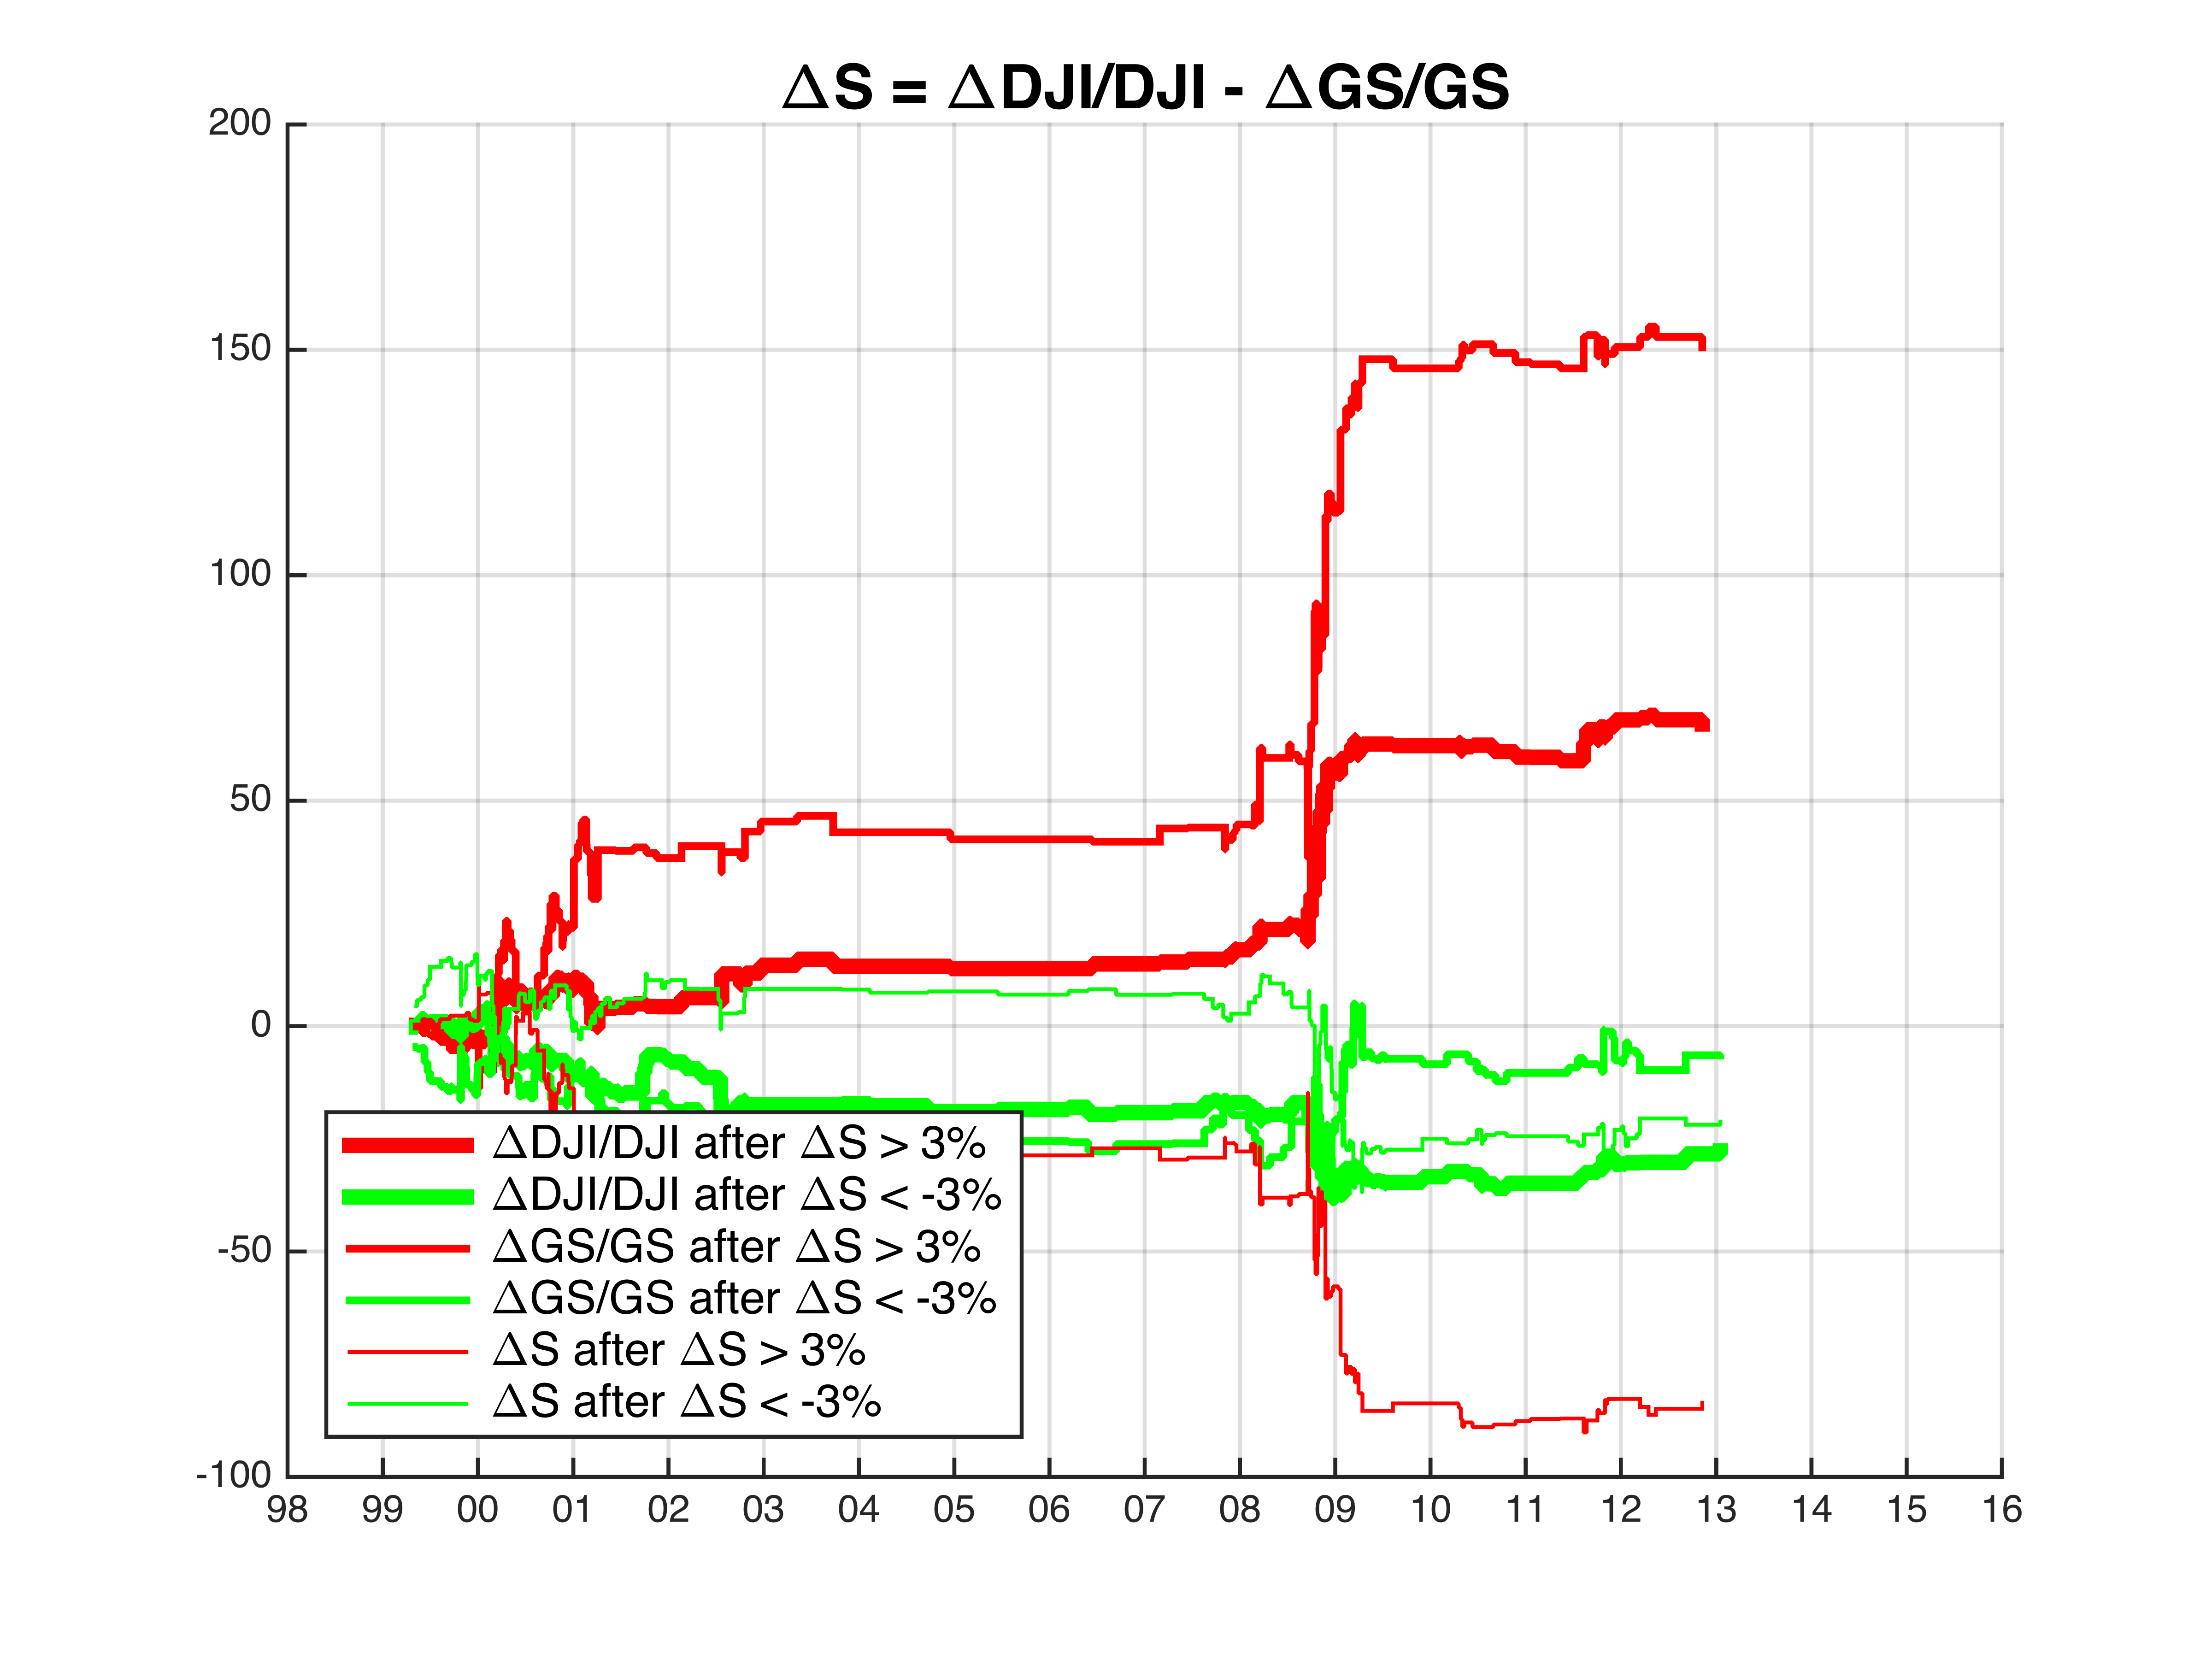 ΔS = ΔDJI/DJI - ΔGS/GS
200
150
100
50
0
-50
-100
ΔDJI/DJI after ΔS > 3%
ΔDJI/DJI after ΔS < -3%
ΔGS/GS after ΔS > 3%
ΔGS/GS after ΔS < -3%
ΔS after ΔS > 3%
ΔS after ΔS < -3%
98 99 00 01 02 03 04 05 06 07 08 09 10 11 12 13 14 15 16